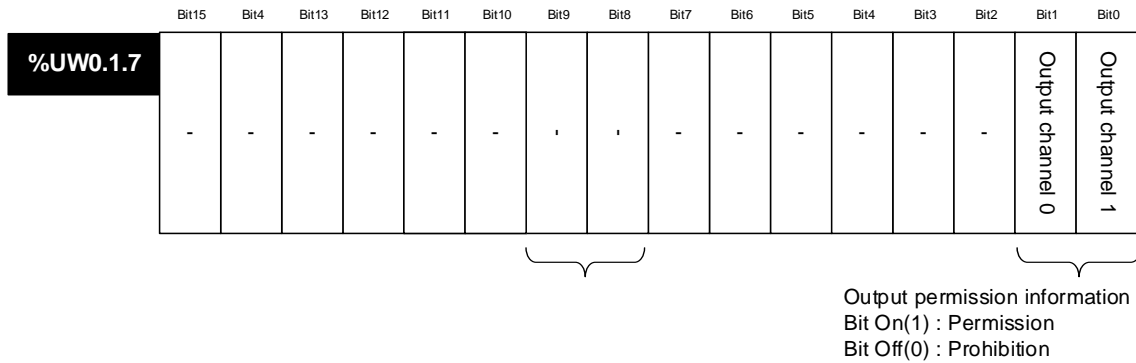 Bit15 Bit4 Bit13 Bit12 Bit11 Bit10 Bit9 Bit8 Bit7 Bit6 Bit5 Bit4 Bit3 Bit2 Bit1 Bit0
%UW0.1.7
- - - - - - - - - - - - - -
Output channel 0
Output channel 1
Output permission information
Bit On(1) : Permission
Bit Off(0) : Prohibition